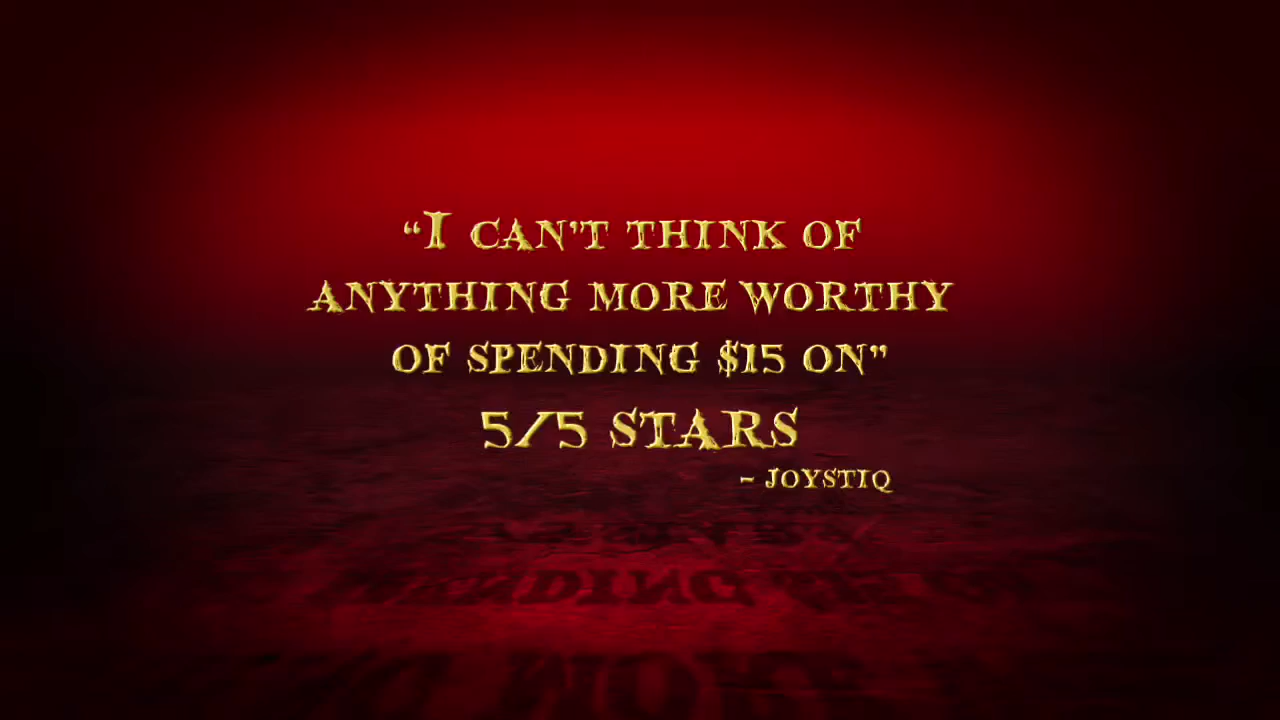 “I CAN’T THINK OF
ANYTHING MORE WORTHY
OF SPENDING $15 ON”
5/5 STARS
– JOYSTIQ